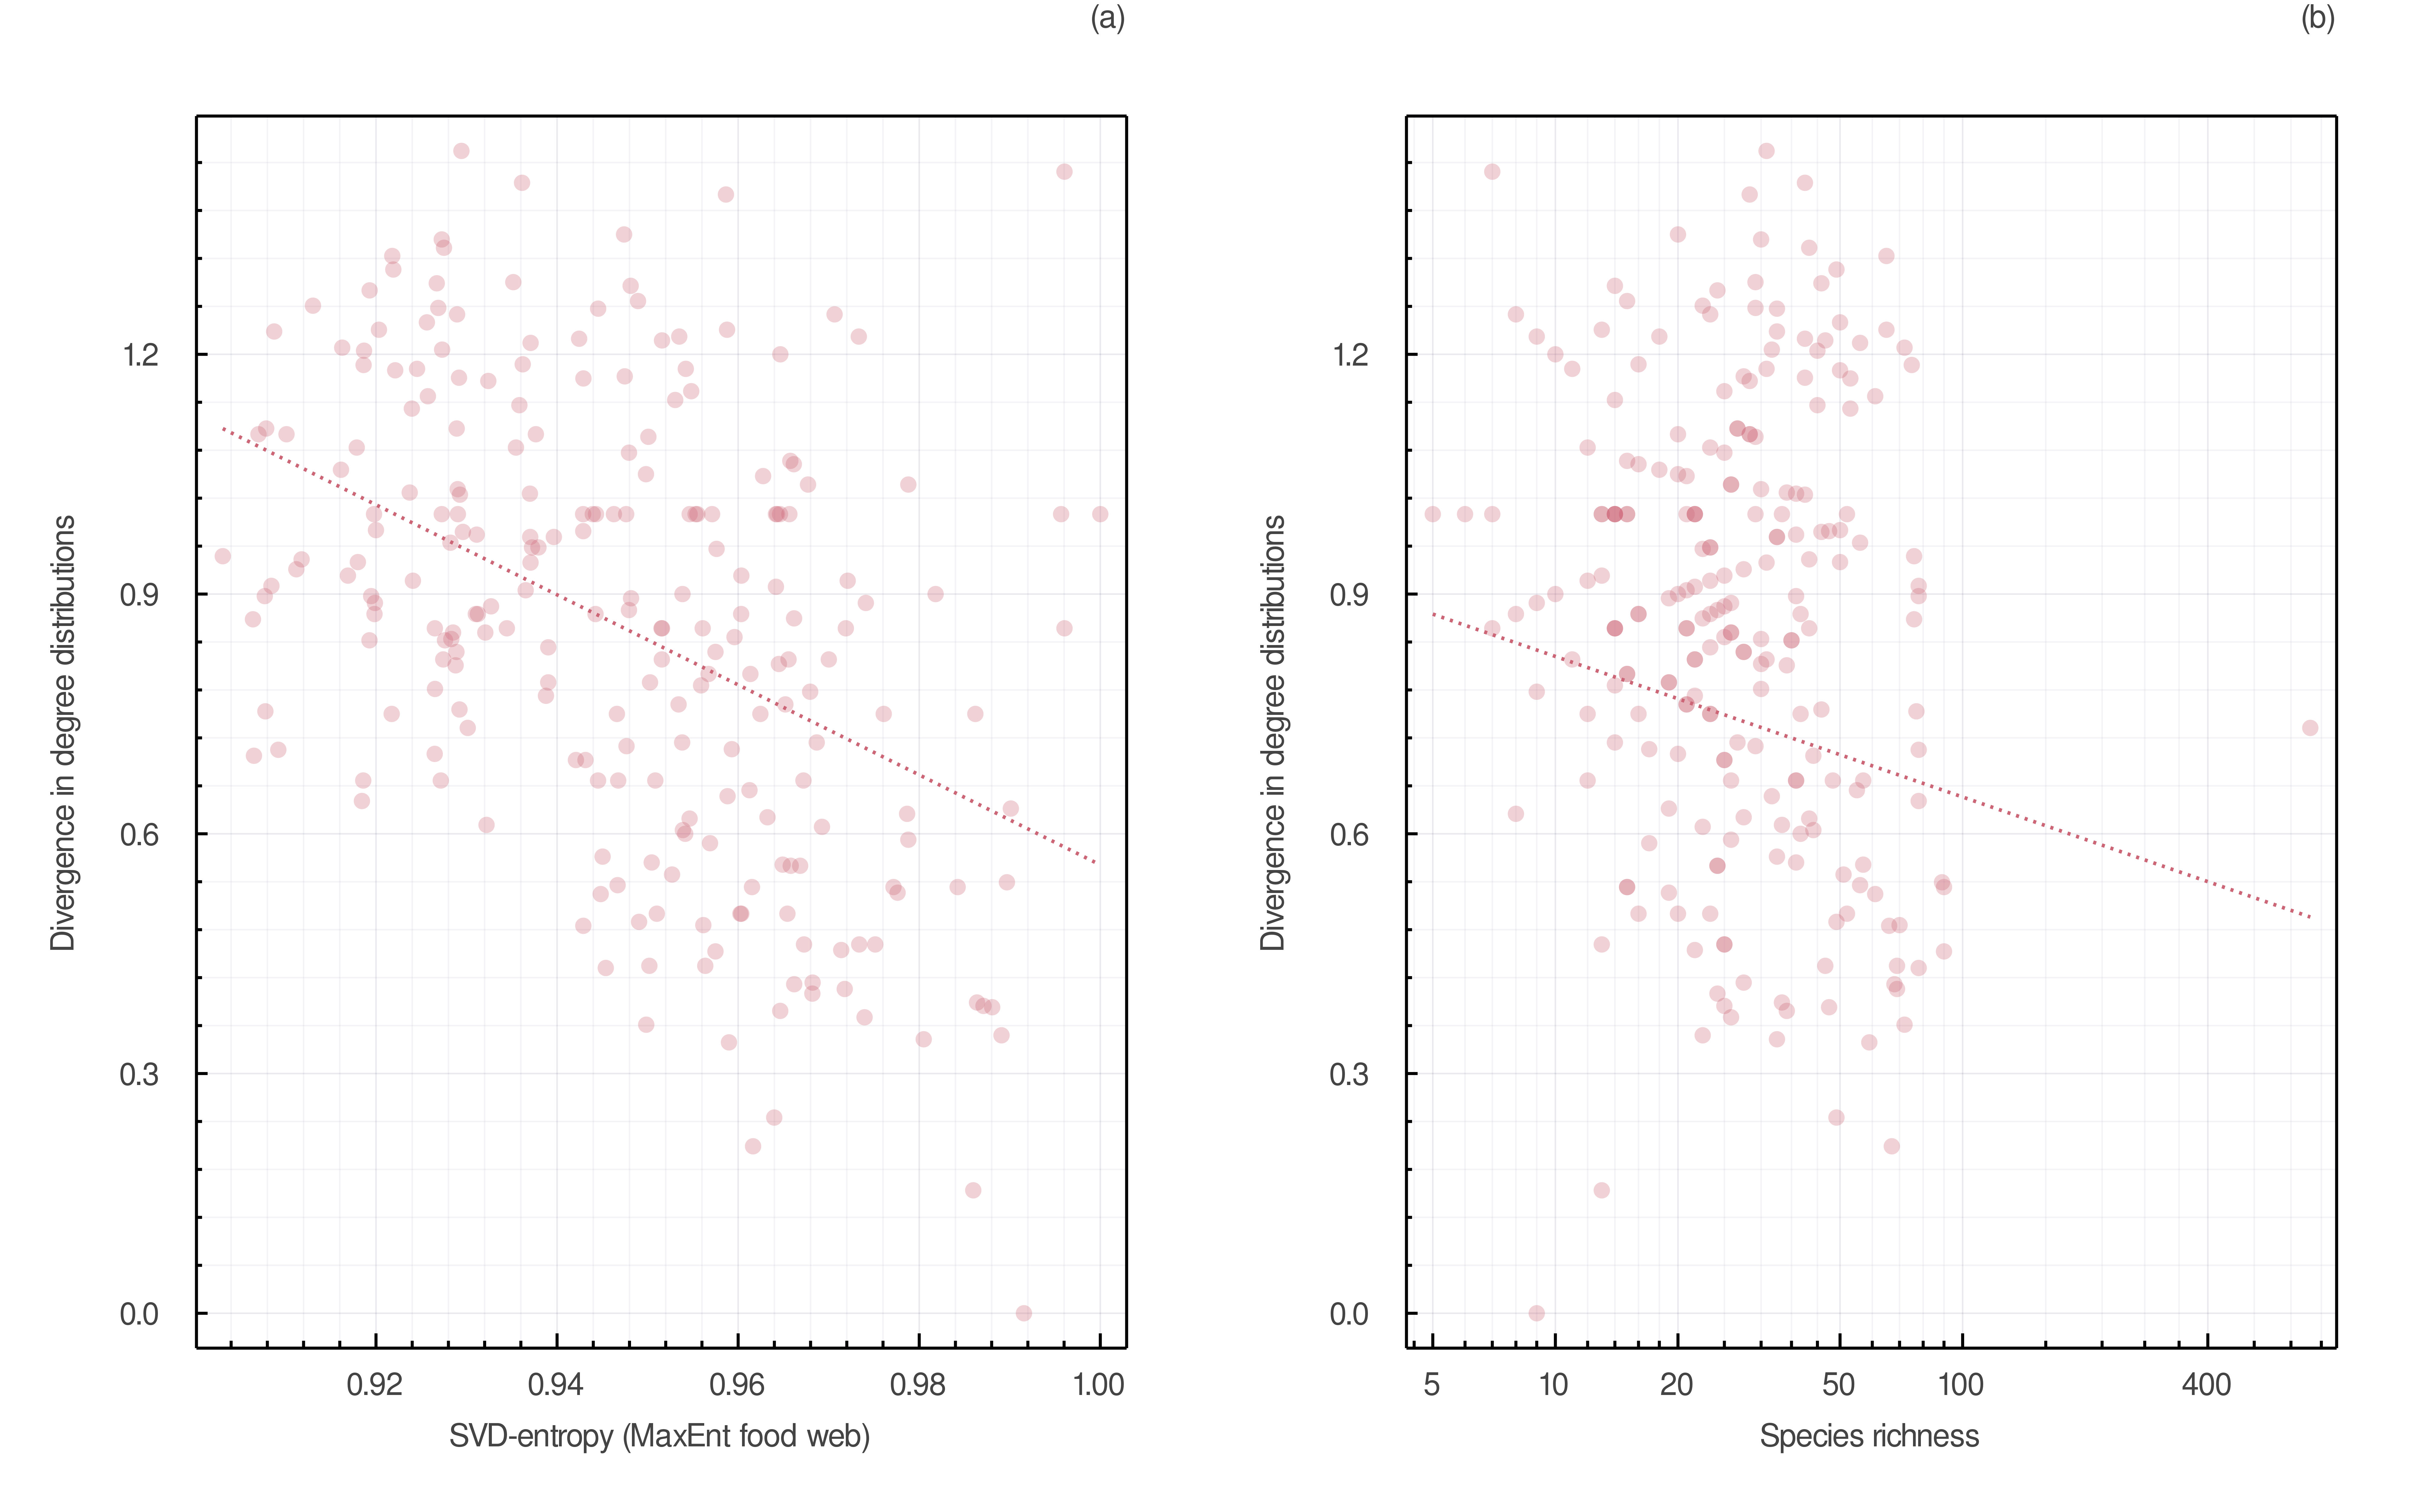 (a)
Divergence in degree distributions
1.2
0.9
0.6
0.3
0.0
0.92 0.94 0.96 0.98 1.00
SVD-entropy (MaxEnt food web)
(b)
Divergence in degree distributions
1.2
0.9
0.6
0.3
0.0
5 10 20 50 100 400
Species richness